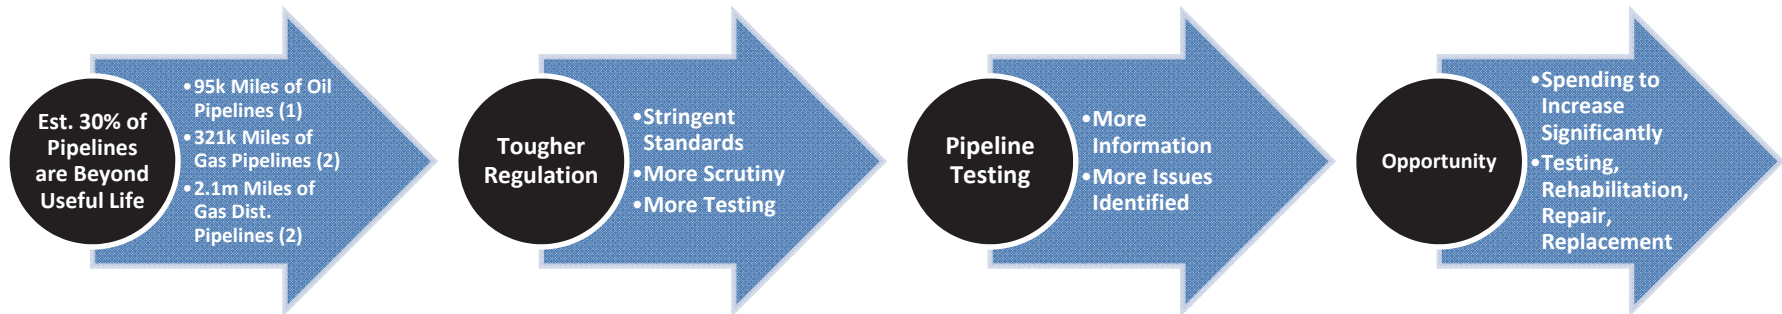 Est. 30% of
Pipelines
are Beyond
Useful Life
•95k Miles of Oil
Pipelines (1)
•321k Miles of
Gas Pipelines (2)
•2.1m Miles of
Gas Dist.
Pipelines (2)
Tougher
Regulation
•Stringent
Standards
•More Scrutiny
•More Testing
Pipeline
Testing
•More
Information
•More Issues
Identified
Opportunity
•Spending to
Increase
Significantly
•Testing,
Rehabilitation,
Repair,
Replacement